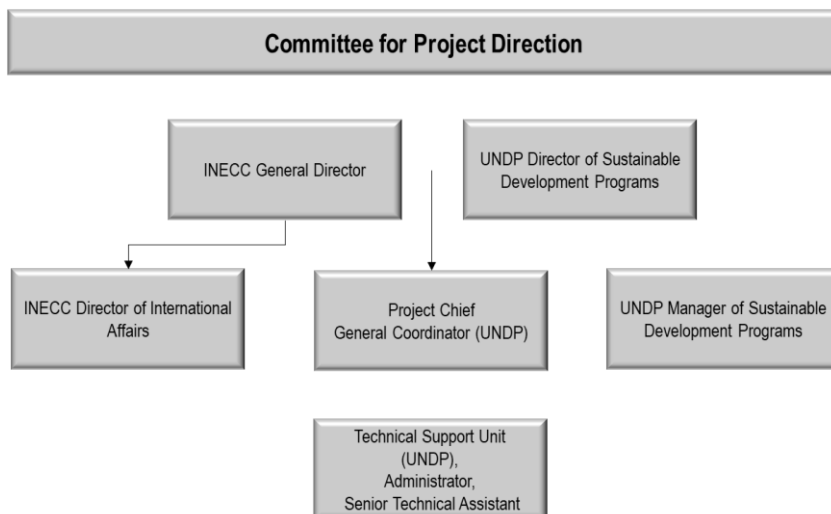 Committee for Project Direction
INECC General Director
UNDP Director of Sustainable
Development Programs
INECC Director of International
Affairs
Project Chief
General Coordinator (UNDP)
UNDP Manager of Sustainable
Development Programs
Technical Support Unit
(UNDP),
Administrator,
Senior Technical Assistant